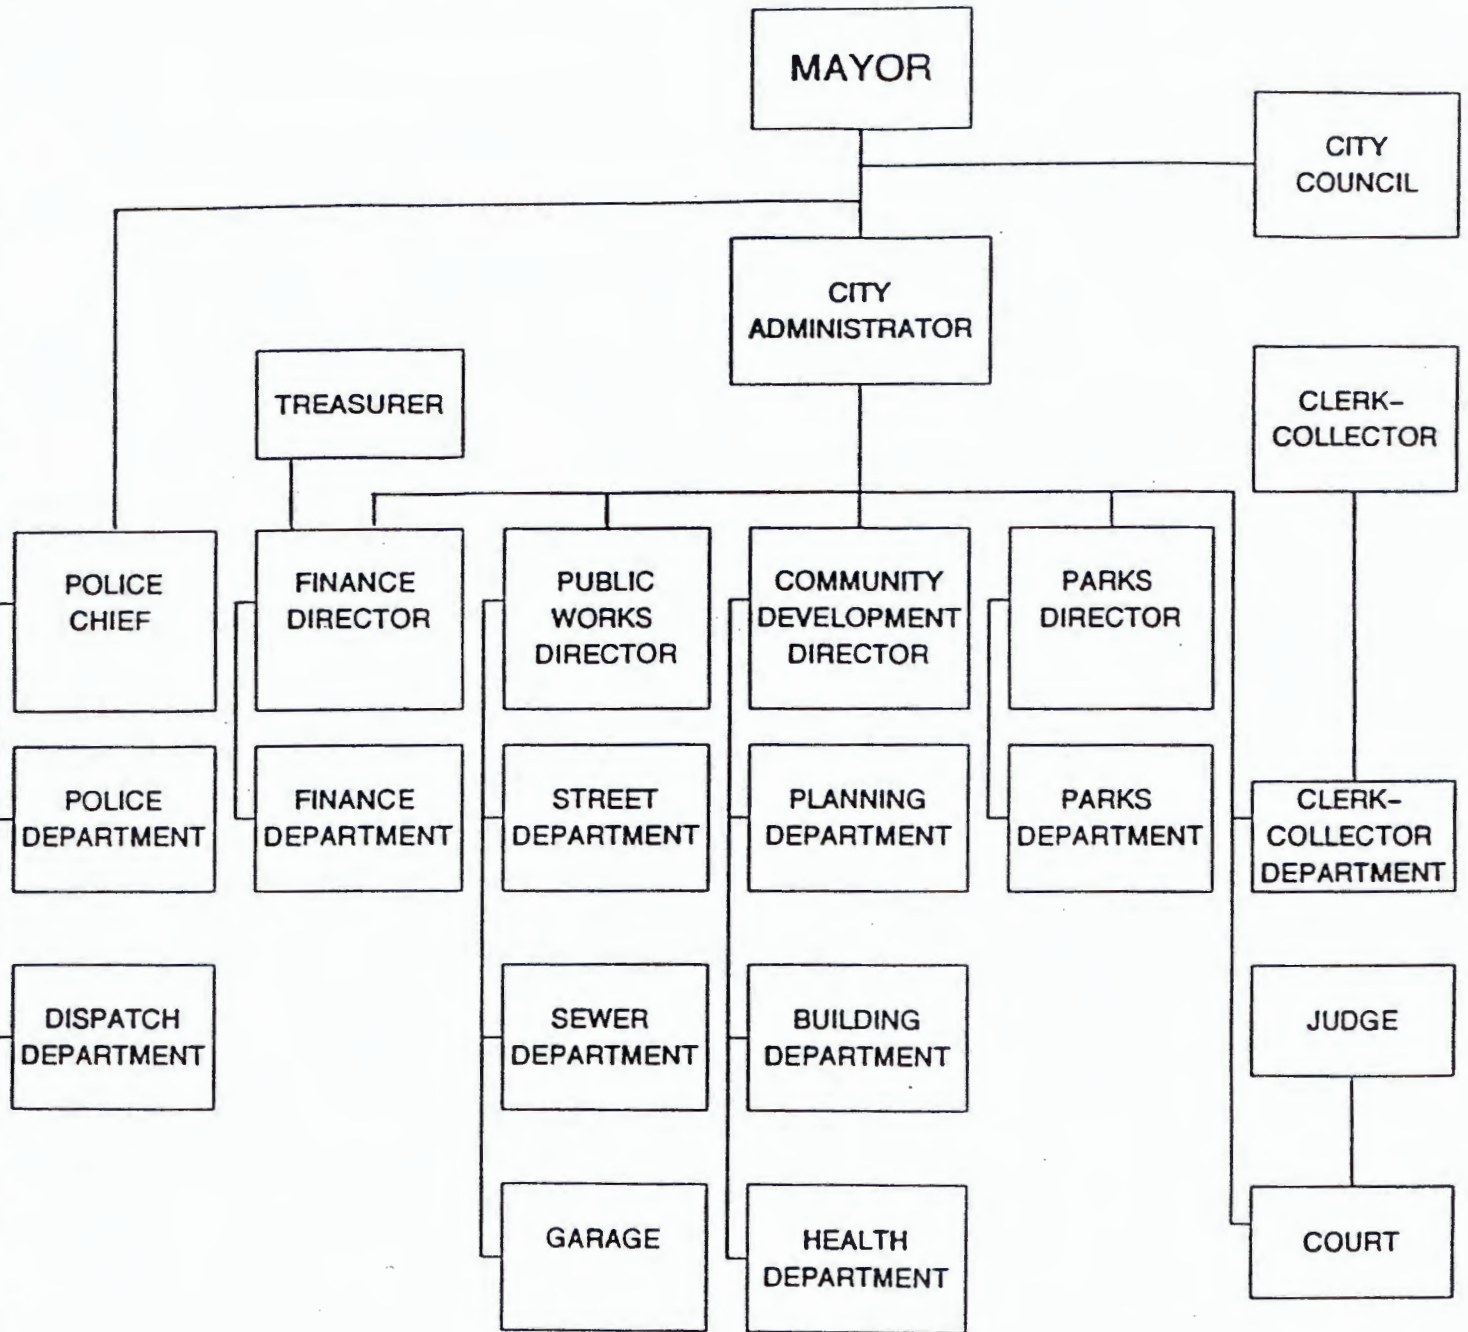 MAYOR
CITY
COUNCIL
CITY
ADMINISTRATOR
TREASURER
CLERK-
COLLECTOR
POLICE
CHIEF
FINANCE
DIRECTOR
PUBLIC
WORKS
DIRECTOR
COMMUNITY
DEVELOPMENT
DIRECTOR
PARKS
DIRECTOR
POLICE
DEPARTMENT
FINANCE
DEPARTMENT
STREET
DEPARTMENT
PLANNING
DEPARTMENT
PARKS
DEPARTMENT
CLERK-
COLLECTOR
DEPARTMENT
DISPATCH
DEPARTMENT
SEWER
DEPARTMENT
BUILDING
DEPARTMENT
JUDGE
GARAGE
HEALTH
DEPARTMENT
COURT